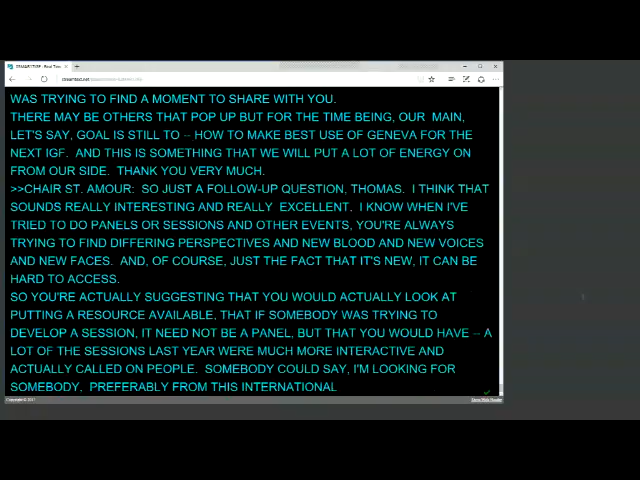 WAS TRYING TO FIND A MOMENT TO SHARE WITH YOU.
THERE MAY BE OTHERS THAT POP UP BUT FOR THE TIME BEING, OUR MAIN,
LET'S SAY, GOAL IS STILL TO -- HOW TO MAKE BEST USE OF GENEVA FOR THE
NEXT IGF. AND THIS IS SOMETHING THAT WE WILL PUT A LOT OF ENERGY ON
FROM OUR SIDE. THANK YOU VERY MUCH.
>>CHAIR ST. AMOUR: SO JUST A FOLLOW-UP QUESTION, THOMAS. I THINK THAT
SOUNDS REALLY INTERESTING AND REALLY EXCELLENT. I KNOW WHEN I'VE
TRIED TO DO PANELS OR SESSIONS AND OTHER EVENTS, YOU'RE ALWAYS
TRYING TO FIND DIFFERING PERSPECTIVES AND NEW BLOOD AND NEW VOICES
AND NEW FACES. AND, OF COURSE, JUST THE FACT THAT IT'S NEW, IT CAN BE
HARD TO ACCESS.
SO YOU'RE ACTUALLY SUGGESTING THAT YOU WOULD ACTUALLY LOOK AT
PUTTING A RESOURCE AVAILABLE, THAT IF SOMEBODY WAS TRYING TO
DEVELOP A SESSION, IT NEED NOT BE A PANEL, BUT THAT YOU WOULD HAVE -- A
LOT OF THE SESSIONS LAST YEAR WERE MUCH MORE INTERACTIVE AND
ACTUALLY CALLED ON PEOPLE. SOMEBODY COULD SAY, I'M LOOKING FOR
SOMEBODY. PREFERABLY FROM THIS INTERNATIONAL